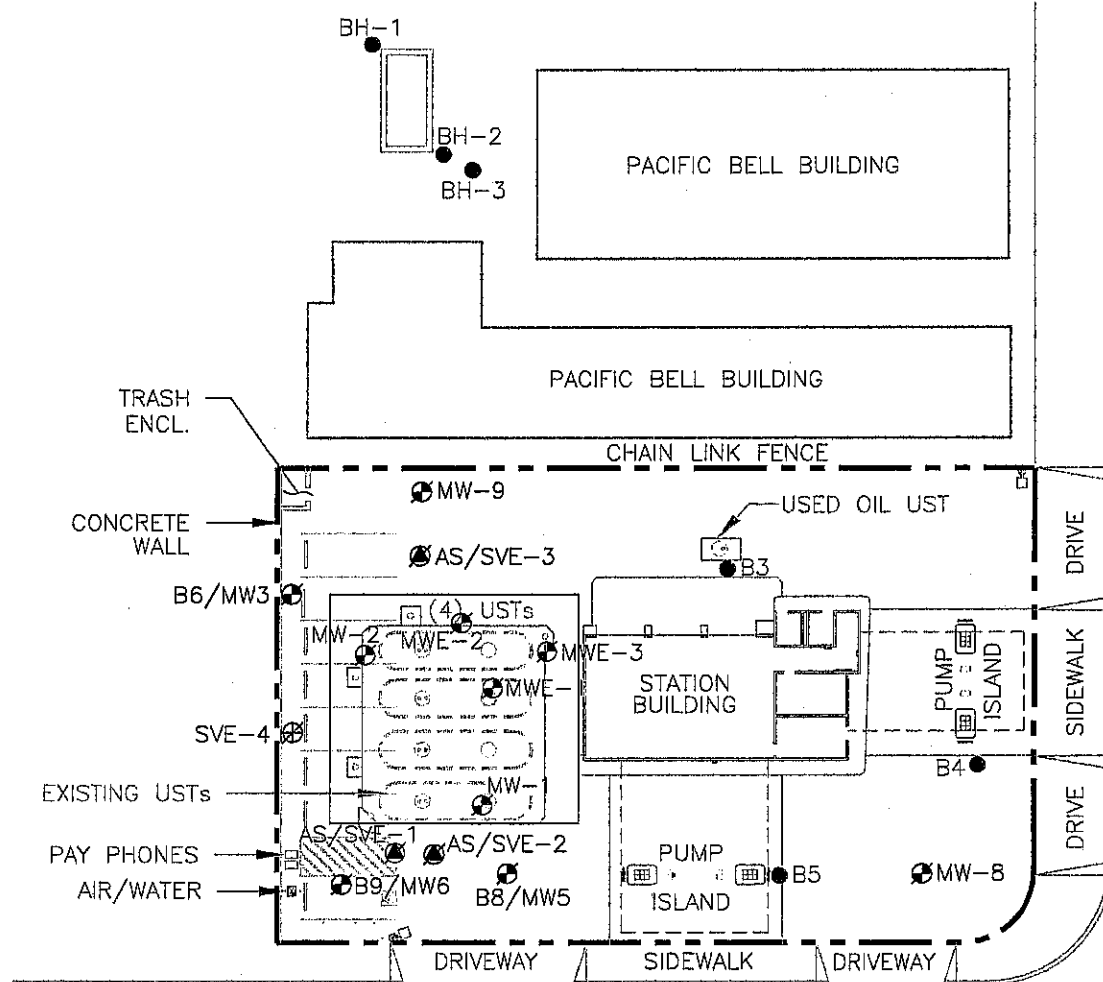 BH-1
BH-2
BH-3
PACIFIC BELL BUILDING
PACIFIC BELL BUILDING
TRASH
ENCL.
CHAIN LINK FENCE
MW-9
USED OIL UST
CONCRETE
WALL
AS/SVE-3
B3
DRIVE
B6/MW3
(4) USTs
MW-2
MWE-2
MWE-3
MWE-
STATION
BUILDING
PUMP
ISLAND
SIDEWALK
SVE-4
B4
EXISTING USTs
MW-1
DRIVE
AS/SVE-1
AS/SVE-2
PAY PHONES
PUMP
ISLAND
B5
MW-8
AIR/WATER
B9/MW6
B8/MW5
DRIVEWAY
SIDEWALK
DRIVEWAY